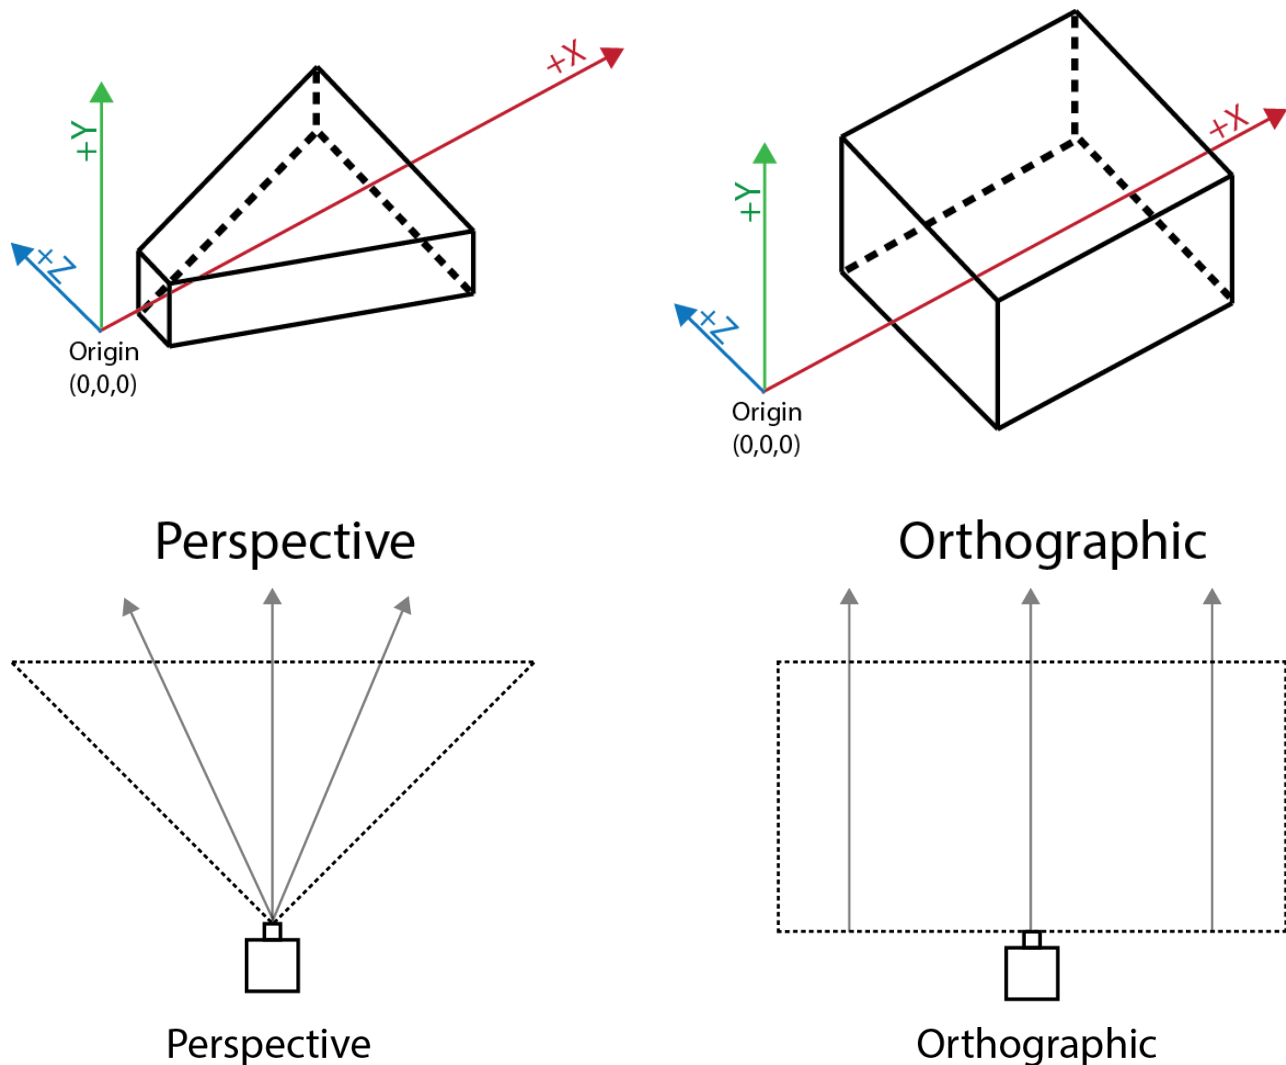 +X
+Y
+Z
Origin
(0,0,0)
+X
+Y
+Z
Origin
(0,0,0)
Perspective
Orthographic
Perspective
Orthographic